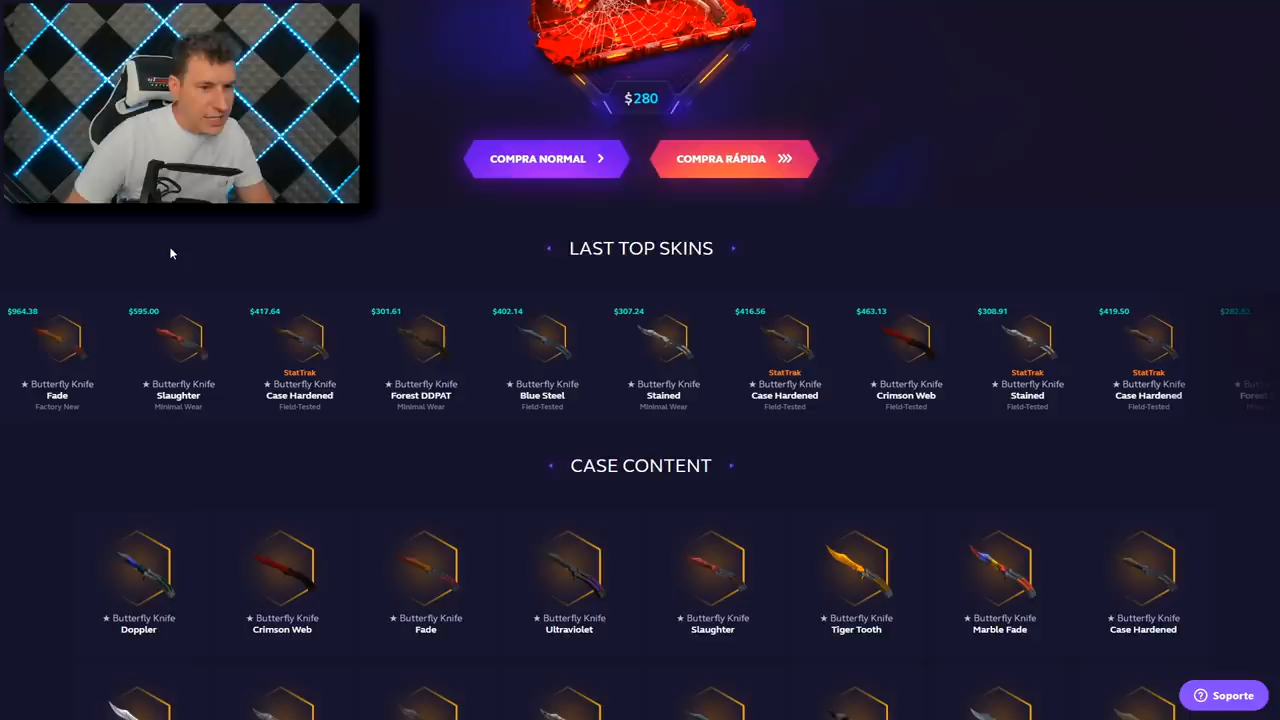 $280
COMPRA NORMAL
COMPRA RÁPIDA
LAST TOP SKINS
$964.38
★ Butterfly Knife
Fade
Factory New
$595.00
★ Butterfly Knife
Slaughter
Minimal Wear
$417.64
StatTrak
★ Butterfly Knife
Case Hardened
Field-Tested
$301.61
★ Butterfly Knife
Forest DDPAT
Minimal Wear
$402.14
★ Butterfly Knife
Blue Steel
Field-Tested
$307.24
★ Butterfly Knife
Stained
Minimal Wear
$416.56
StatTrak
★ Butterfly Knife
Case Hardened
Field-Tested
$463.13
★ Butterfly Knife
Crimson Web
Field-Tested
$308.91
StatTrak
★ Butterfly Knife
Stained
Field-Tested
$419.50
StatTrak
★ Butterfly Knife
Case Hardened
Field-Tested
CASE CONTENT
★ Butterfly Knife
Doppler
★ Butterfly Knife
Crimson Web
★ Butterfly Knife
Fade
★ Butterfly Knife
Ultraviolet
★ Butterfly Knife
Slaughter
★ Butterfly Knife
Tiger Tooth
★ Butterfly Knife
Marble Fade
★ Butterfly Knife
Case Hardened
Soporte